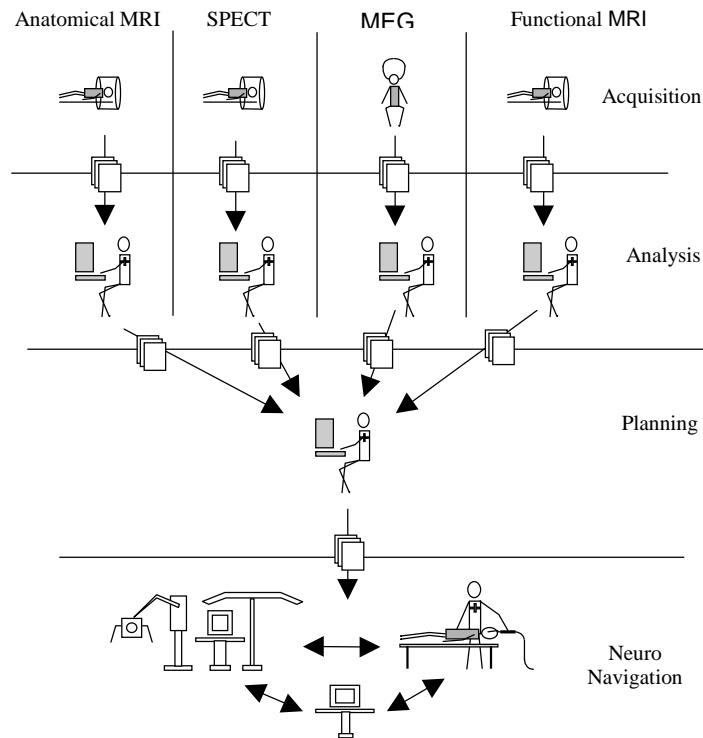 Anatomical MRI
SPECT
MEG
Functional MRI
Acquisition
Analysis
Planning
Neuro
Navigation